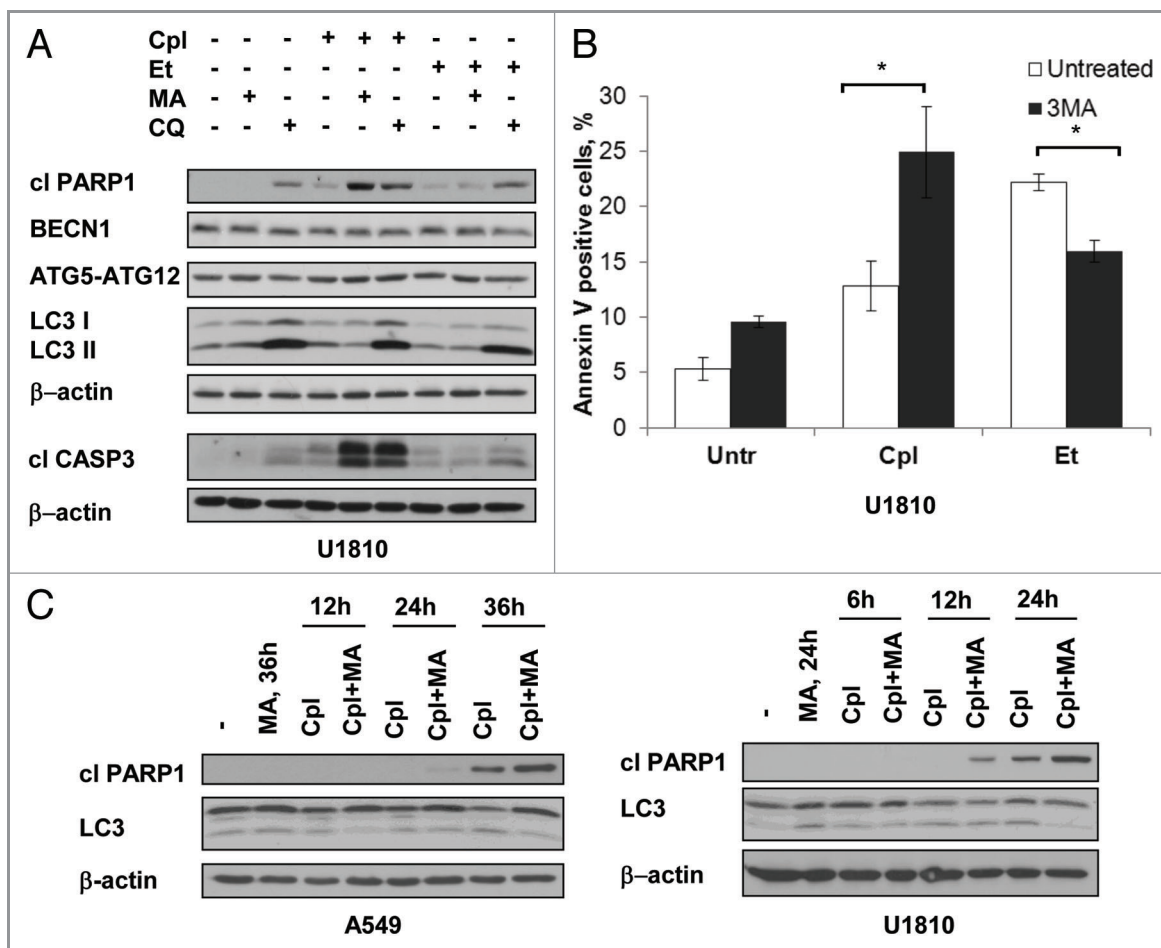 A
Cpl - - - + + + - - -
Et - - - - - - + + +
MA - + - - + - - + -
CQ - - + - - + - - +
cl PARP1
BECN1
ATG5-ATG12
LC3 I
LC3 II
β–actin
cl CASP3
β–actin
U1810
B
Annexin V positive cells, %
30
25
20
15
10
5
0
*
*
Untreated
3MA
Untr Cpl Et
U1810
C
12h 24h 36h
- MA, 36h Cpl Cpl+MA Cpl Cpl+MA Cpl Cpl+MA
cl PARP1
LC3
β-actin
A549
6h 12h 24h
- MA, 24h Cpl Cpl+MA Cpl Cpl+MA Cpl Cpl+MA
cl PARP1
LC3
β–actin
U1810